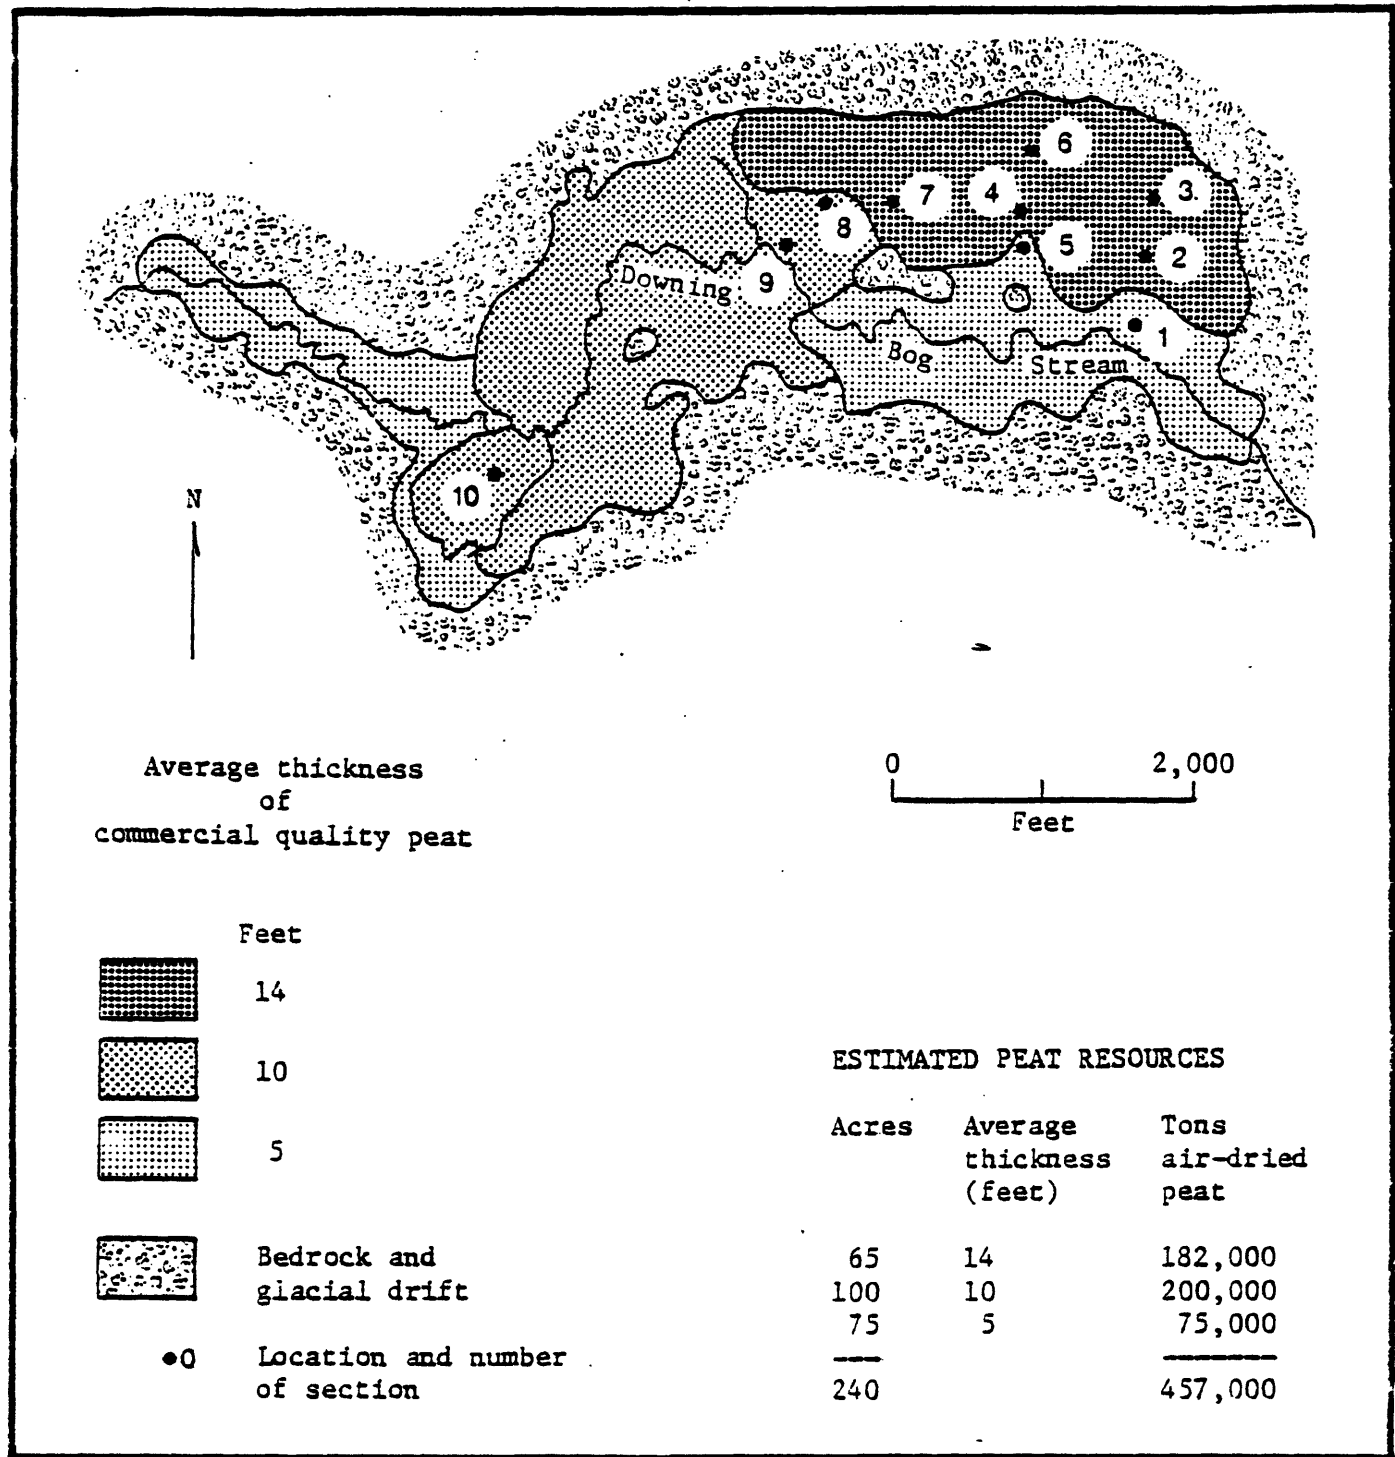 6
7
4
3.
8
5
2
9
Downing
1
Bog
Stream
10
N
Average thickness
of
commercial quality peat
0 2,000
Feet
Feet
14
10
5
Bedrock and
glacial drift
0 Location and number
of section
ESTIMATED PEAT RESOURCES
Acres Average Tons
thickness air-dried
(feet) peat
65 14 182,000
100 10 200,000
75 5 75,000
240 457,000